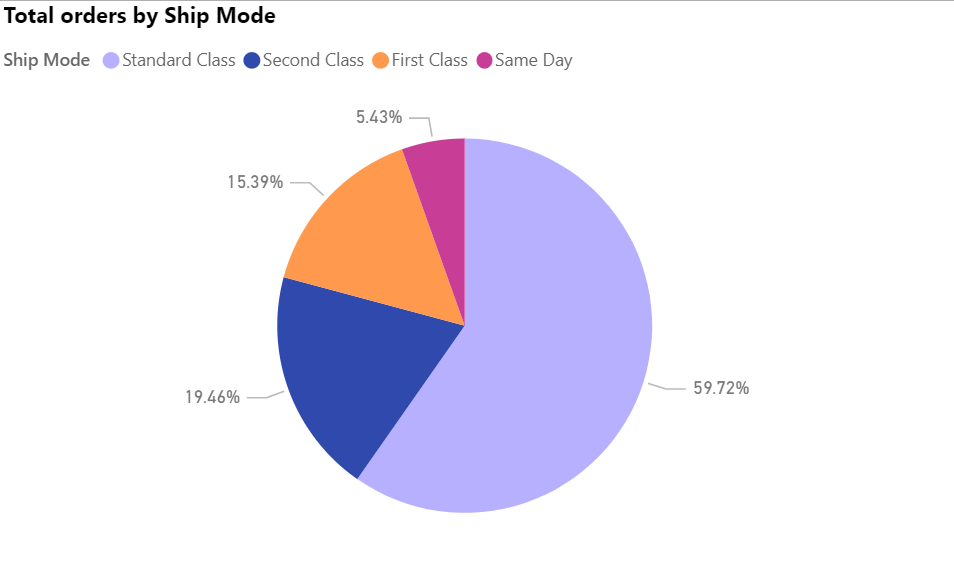 Total orders by Ship Mode
Ship Mode Standard Class Second Class First Class Same Day
5.43%
15.39%
59.72%
19.46%